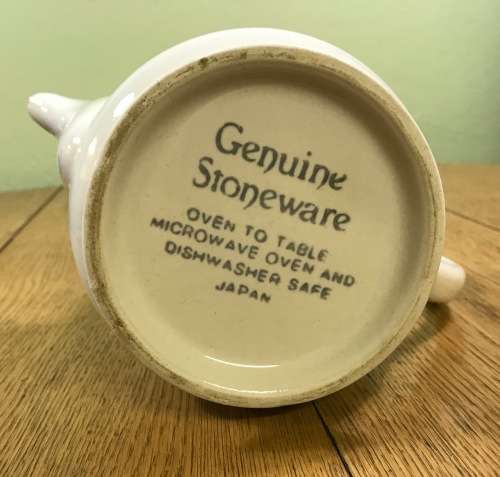 Genuine
Stoneware
OVEN TO TABLE
MICROWAVE OVEN AND
DISHWASHER SAFE
JAPAN